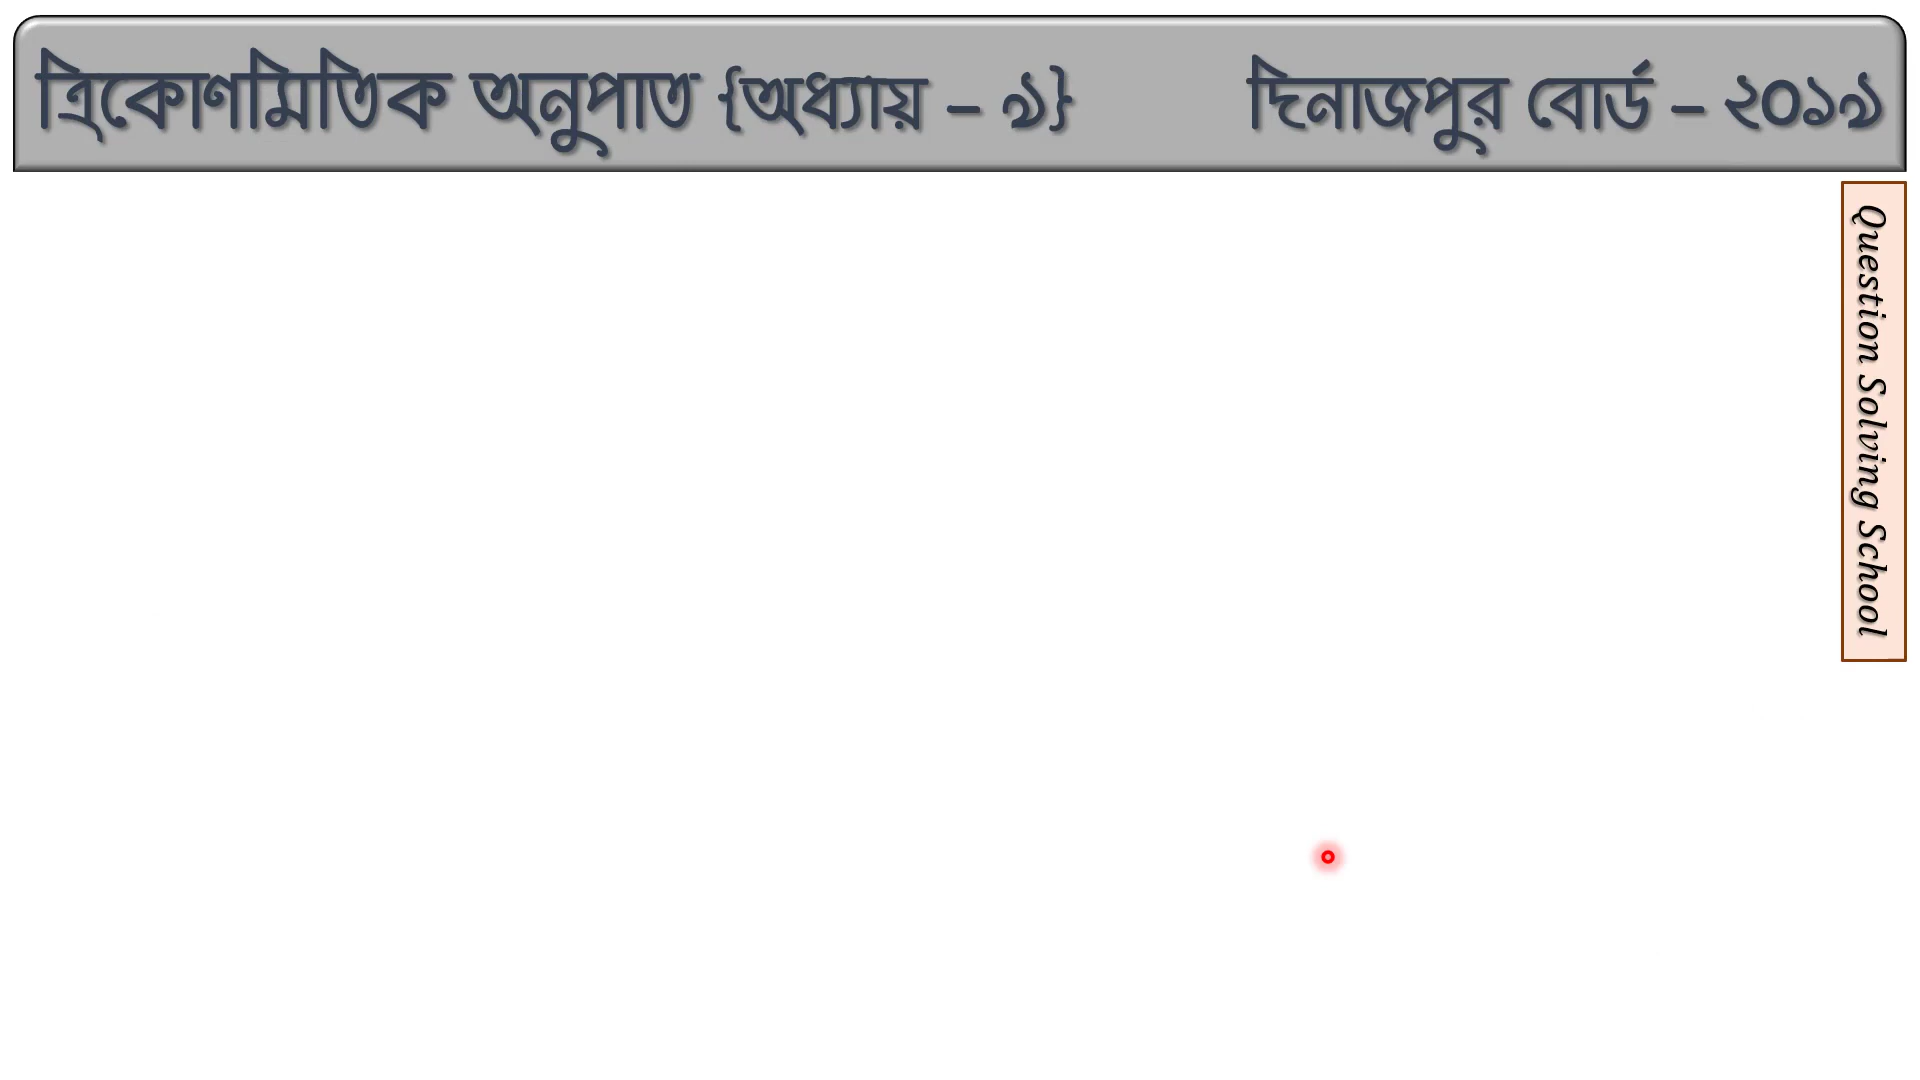 ত্রিকোণমিতিক অনুপাত {অধ্যায় – ৯} দিনাজপুর বোর্ড – ২০১৯
Question Solving School